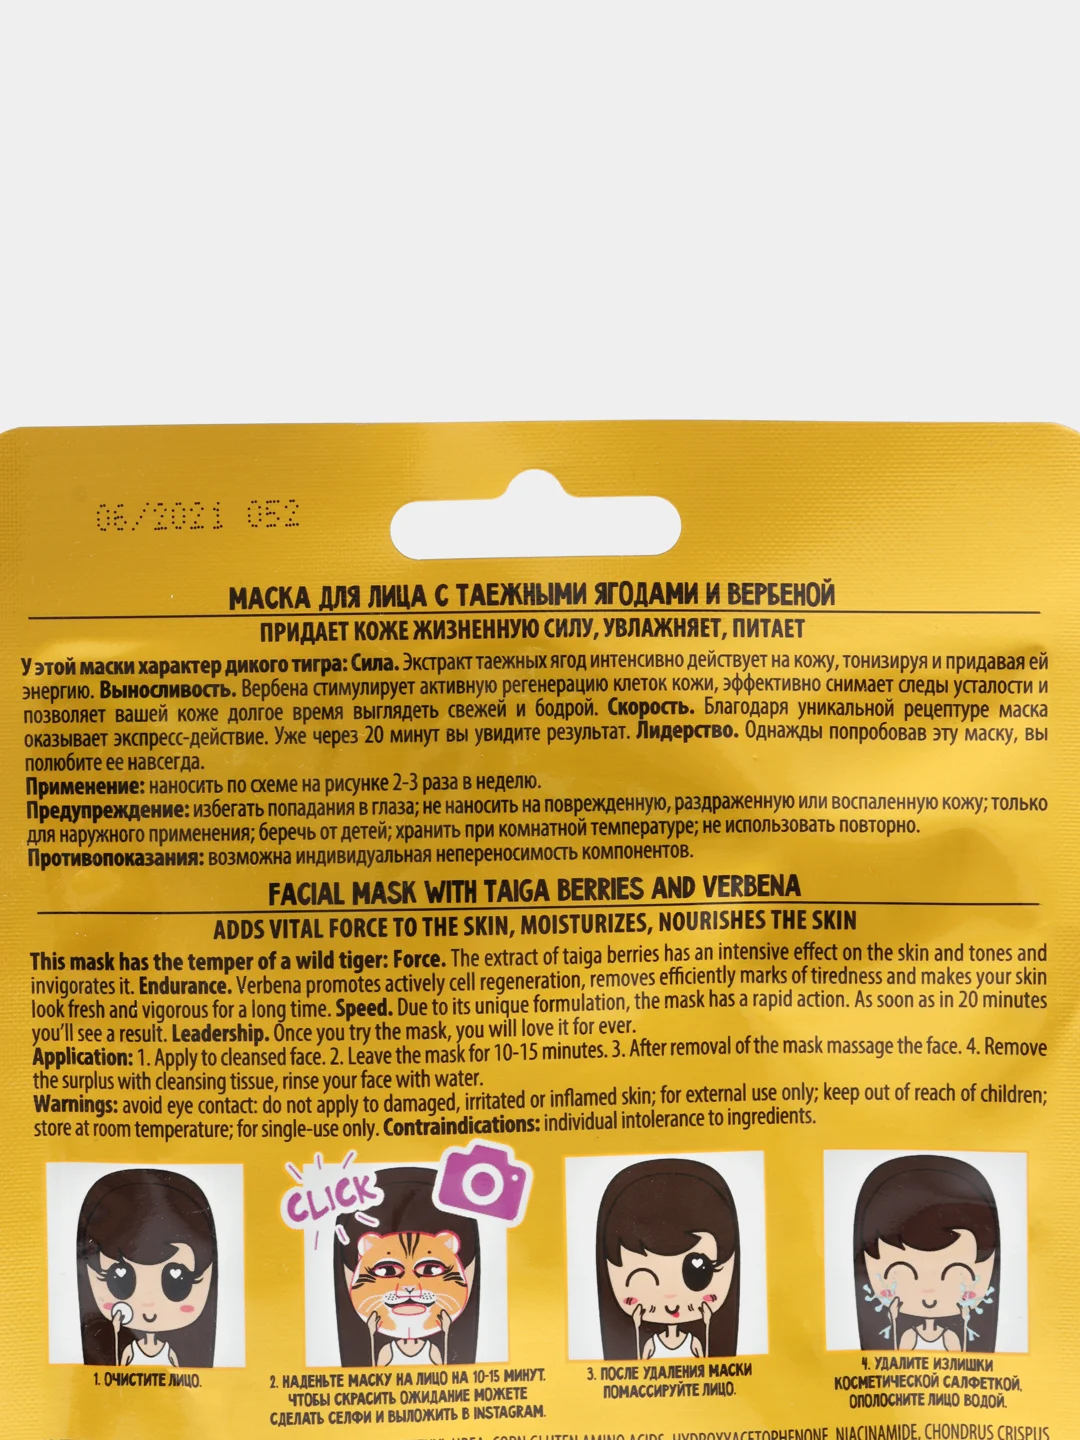 06/2021 052
МАСКА ДЛЯ ЛИЦА С ТАЕЖНЫМИ ЯГОДАМИ И ВЕРБЕНОЙ
ПРИДАЕТ КОЖЕ ЖИЗНЕННУЮ СИЛУ, УВЛАЖНЯЕТ, ПИТАЕТ
У этой маски характер дикого тигра: Сила. Экстракт таежных ягод интенсивно действует на кожу, тонизируя и придавая ей
энергию. Выносливость. Вербена стимулирует активную регенерацию клеток кожи, эффективно снимает следы усталости и
позволяет вашей коже долгое время выглядеть свежей и бодрой. Скорость. Благодаря уникальной рецептуре маска
оказывает экспресс-действие. Уже через 20 минут вы увидите результат. Лидерство. Однажды попробовав эту маску, вы
полюбите ее навсегда.
Применение: наносить по схеме на рисунке 2-3 раза в неделю.
Предупреждение: избегать попадания в глаза; не наносить на поврежденную, раздраженную или воспаленную кожу; только
для наружного применения; беречь от детей; хранить при комнатной температуре; не использовать повторно.
Противопоказания: возможна индивидуальная непереносимость компонентов.
FACIAL MASK WITH TAIGA BERRIES AND VERBENA
ADDS VITAL FORCE TO THE SKIN, MOISTURIZES, NOURISHES THE SKIN
This mask has the temper of a wild tiger: Force. The extract of taiga berries has an intensive effect on the skin and tones and
invigorates it. Endurance. Verbena promotes actively cell regeneration, removes efficiently marks of tiredness and makes your skin
look fresh and vigorous for a long time. Speed. Due to its unique formulation, the mask has a rapid action. As soon as in 20 minutes
you'll see a result. Leadership. Once you try the mask, you will love it for ever.
Application: 1. Apply to cleansed face. 2. Leave the mask for 10-15 minutes. 3. After removal of the mask massage the face. 4. Remove
the surplus with cleansing tissue, rinse your face with water.
Warnings: avoid eye contact: do not apply to damaged, irritated or inflamed skin; for external use only; keep out of reach of children;
store at room temperature; for single-use only. Contraindications: individual intolerance to ingredients.
CLICK
1. ОЧИСТИТЕ ЛИЦО.
2. НАДЕНЬТЕ МАСКУ НА ЛИЦО НА 10-15 МИНУТ.
ЧТОБЫ СКРАСИТЬ ОЖИДАНИЕ МОЖЕТЕ
СДЕЛАТЬ СЕЛФИ И ВЫЛОЖИТЬ В INSTAGRAM.
3. ПОСЛЕ УДАЛЕНИЯ МАСКИ
ПОМАССИРУЙТЕ ЛИЦО.
4. УДАЛИТЕ ИЗЛИШКИ
КОСМЕТИЧЕСКОЙ САЛФЕТКОЙ,
ОПОЛОСНИТЕ ЛИЦО ВОДОЙ.
UREA, CORN GLUTEN AMINO ACIDS, HYDROXYACETOPHENONE, NIACINAMIDE, CHONDRUS CRISPUS